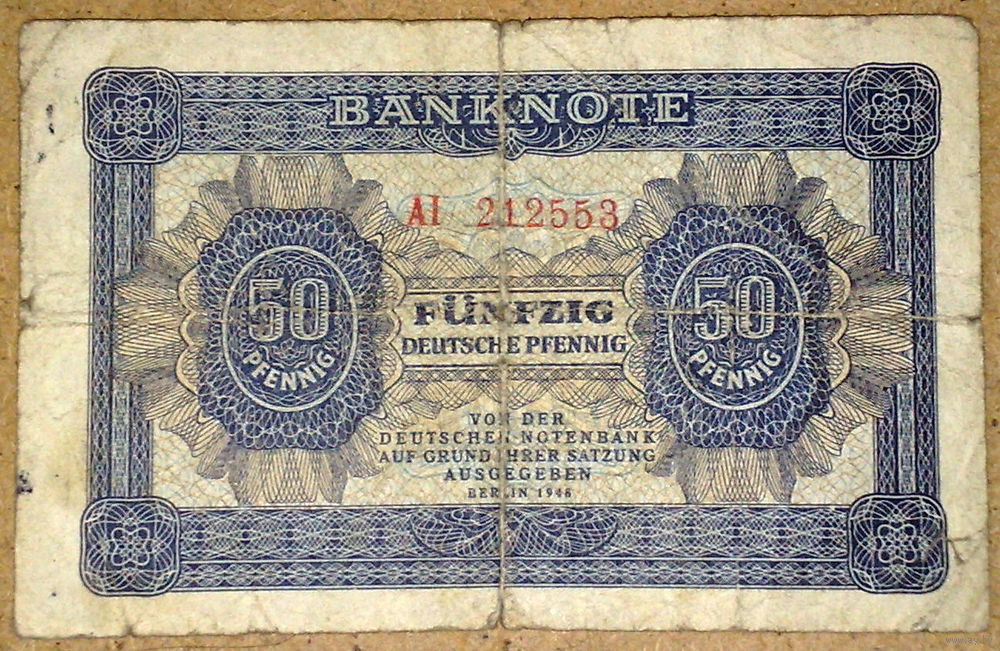 BANKNOTE
AI 212553
50
PFENNIG
FÜNFZIG
DEUTSCHE PFENNIG
50
PFENNIG
VON DER
DEUTSCHEN NOTENBANK
AUF GRUND IHRER SATZUNG
AUSGEGEBEN
BERLIN 1948